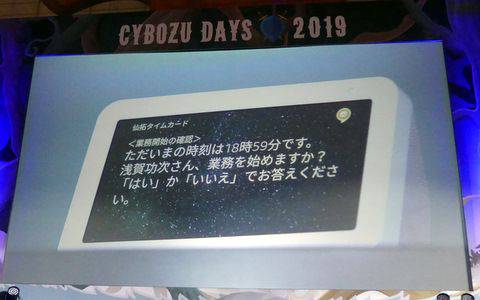 CYBOZU DAYS 2019
仙拓タイムカード
＜業務開始の確認＞
ただいまの時刻は18時59分です。
浅賀功次さん、業務を始めますか？
「はい」か「いいえ」でお答えくださ
い。